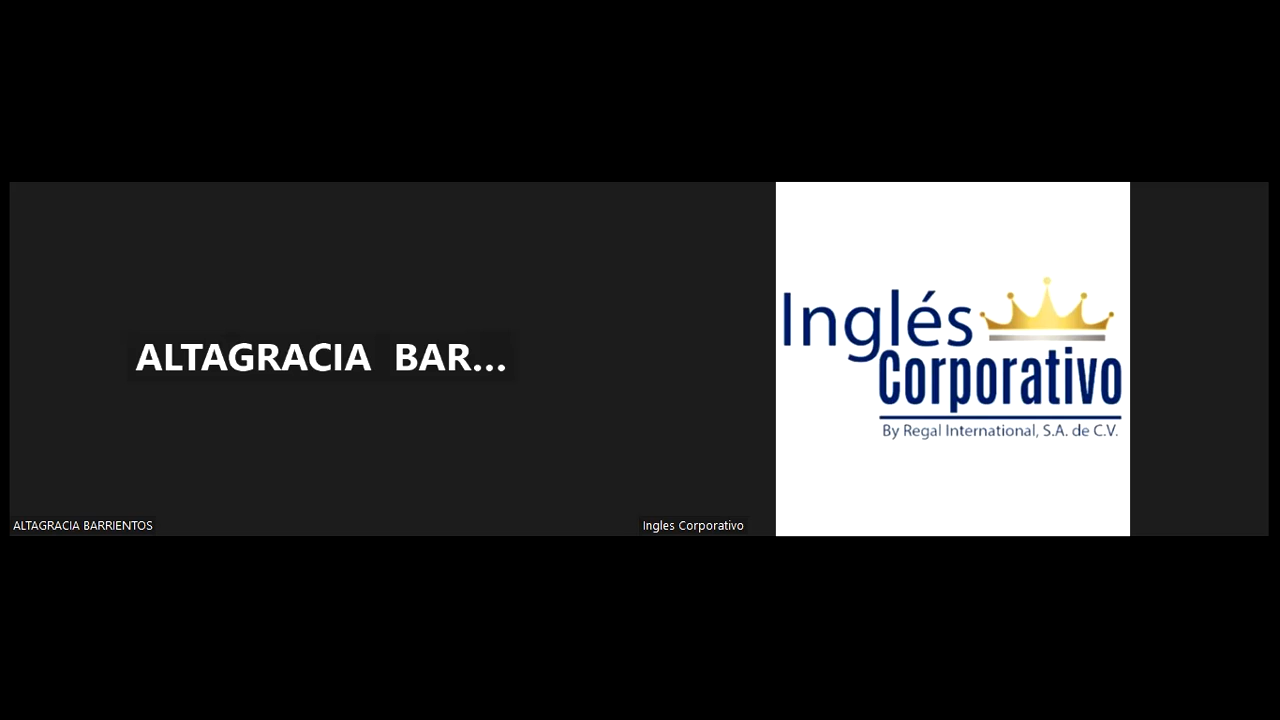 ALTAGRACIA BAR...
ALTAGRACIA BARRIENTOS
Inglés
Corporativo
By Regal International, S.A. de C.V.
Ingles Corporativo